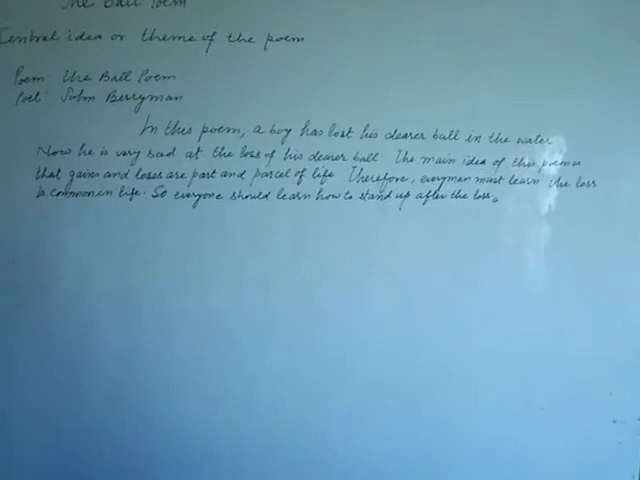 The Ball Poem
Central idea or theme of the poem
Poem: The Ball Poem
Poet: John Berryman
In this poem, a boy has lost his dearer ball in the water
Now he is very sad at the loss of his dearer ball. The main idea of this poem is
that gains and loses are part and parcel of life. Therefore, everyman must learn the loss
is common in life. So everyone should learn how to stand up after the loss.